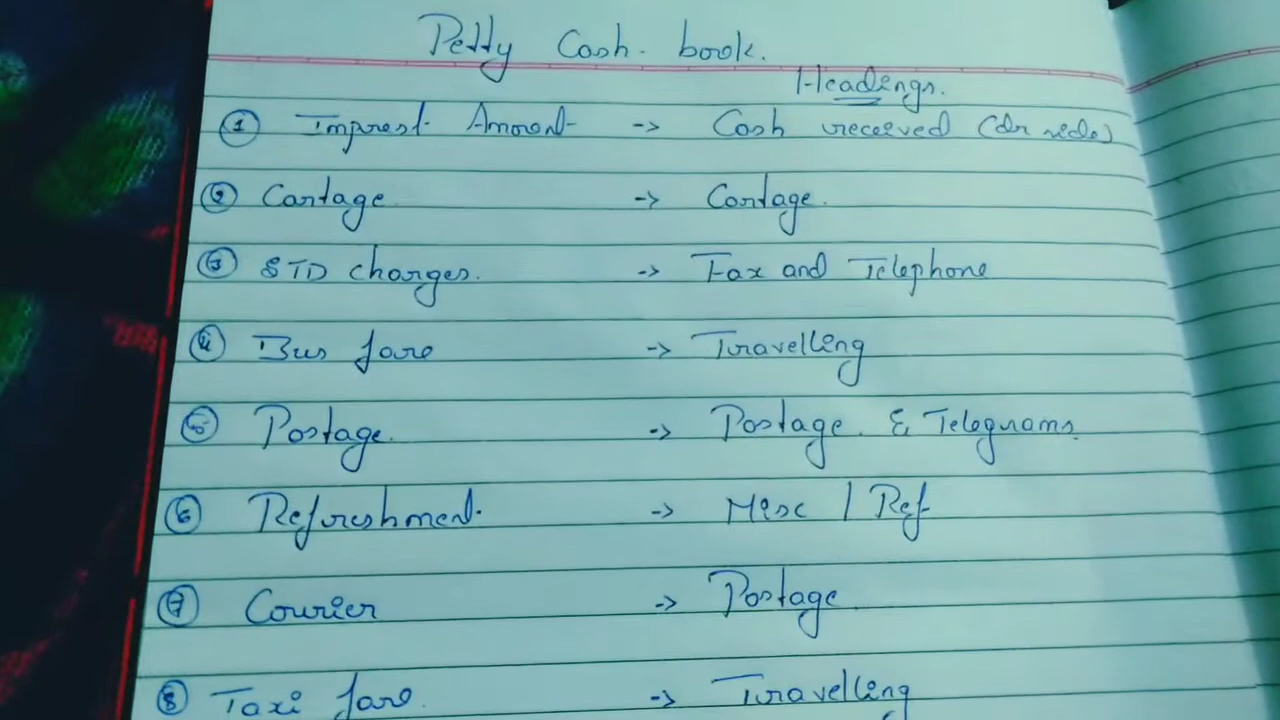 Petty Cash book.
Headings.
① Imprest Amount -> Cash received (dr side)
② Cartage -> Cartage.
③ STD charges. -> Fax and Telephone
④ Bus fare -> Travelling
⑤ Postage. -> Postage. & Telegrams.
⑥ Refreshment. -> Misc / Ref
⑦ Courier -> Postage
⑧ Taxi fare. -> Travelling